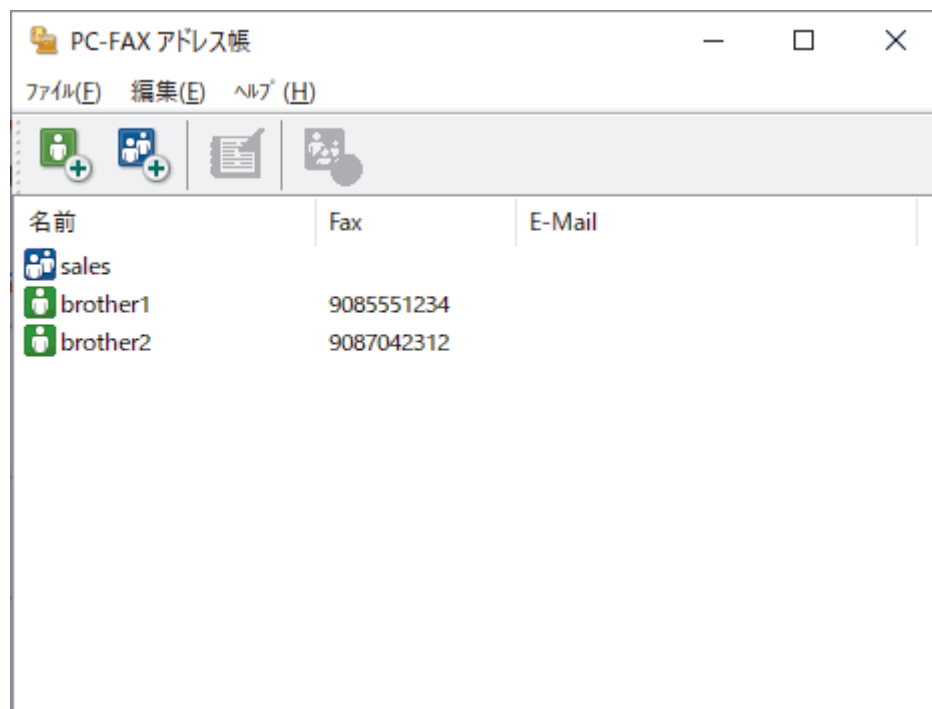 PC-FAX アドレス帳
ファイル(F) 編集(E) ヘルプ(H)
名前 Fax E-Mail
sales
brother1 9085551234
brother2 9087042312